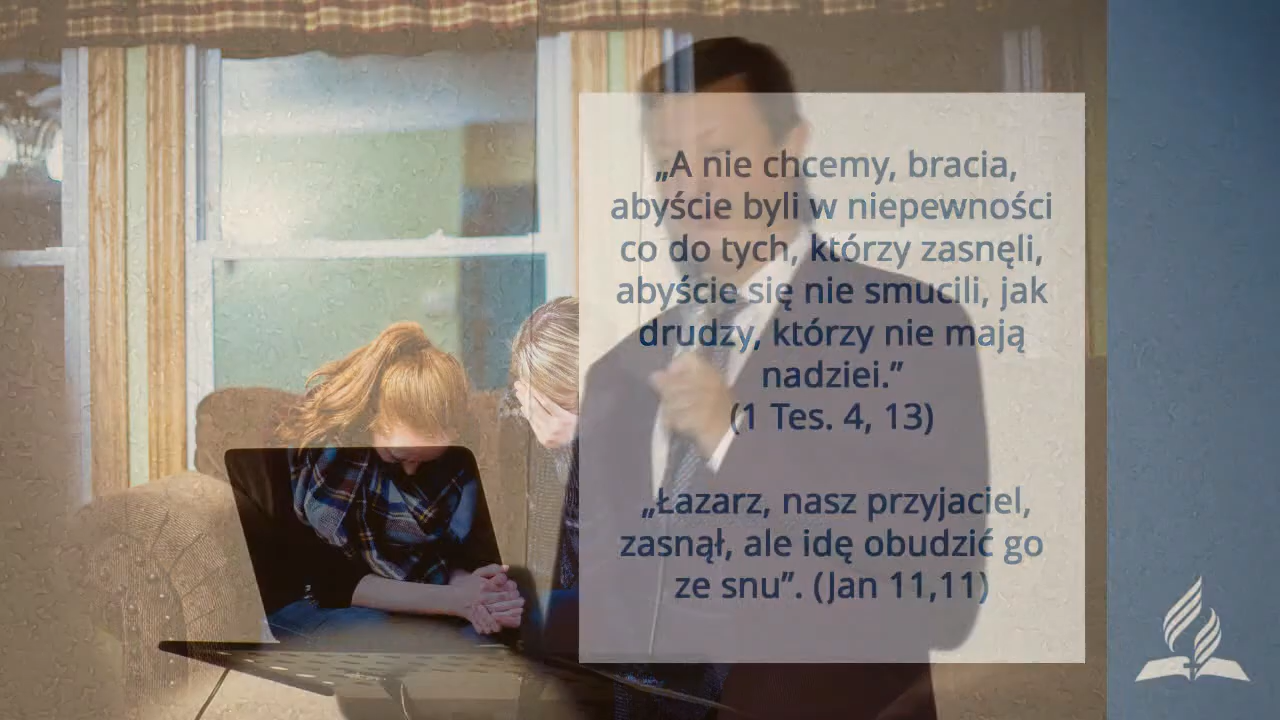 „A nie chcemy, bracia,
abyście byli w niepewności
co do tych, którzy zasnęli,
abyście się nie smucili, jak
drudzy, którzy nie mają
nadziei.”
(1 Tes. 4, 13)
„Łazarz, nasz przyjaciel,
zasnął, ale idę obudzić go
ze snu”. (Jan 11,11)